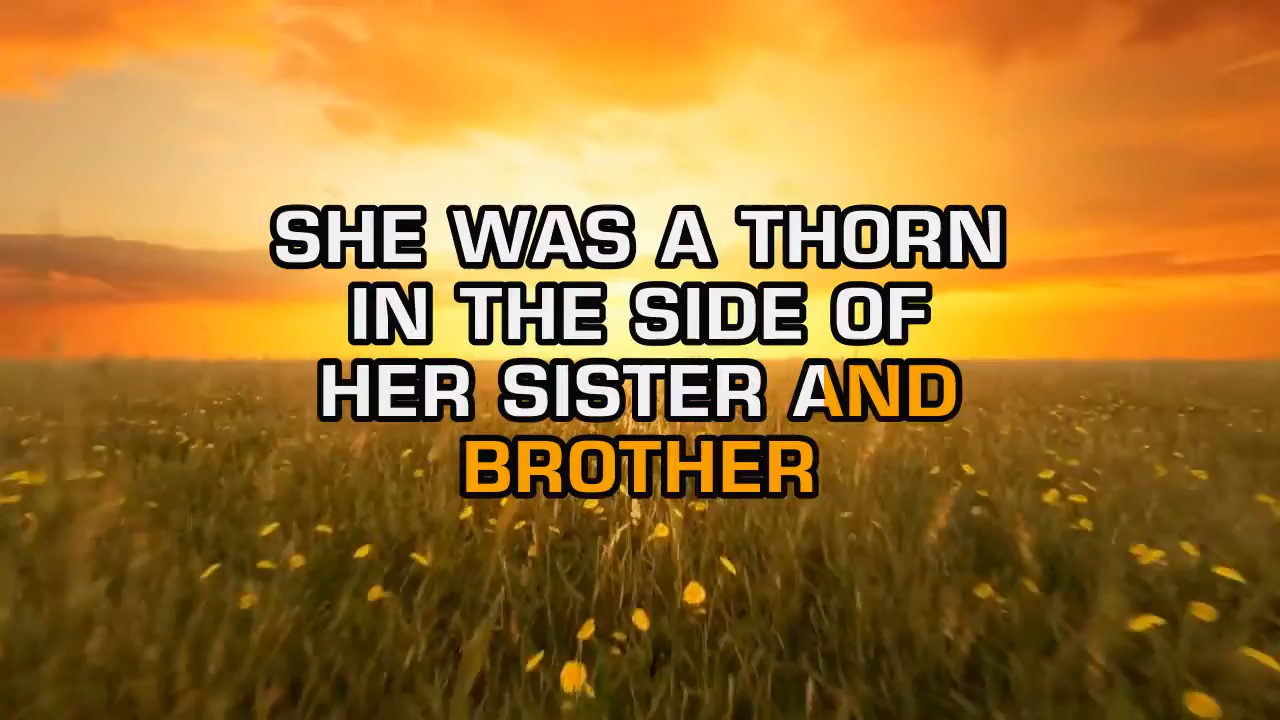 SHE WAS A THORN
IN THE SIDE OF
HER SISTER AND
BROTHER